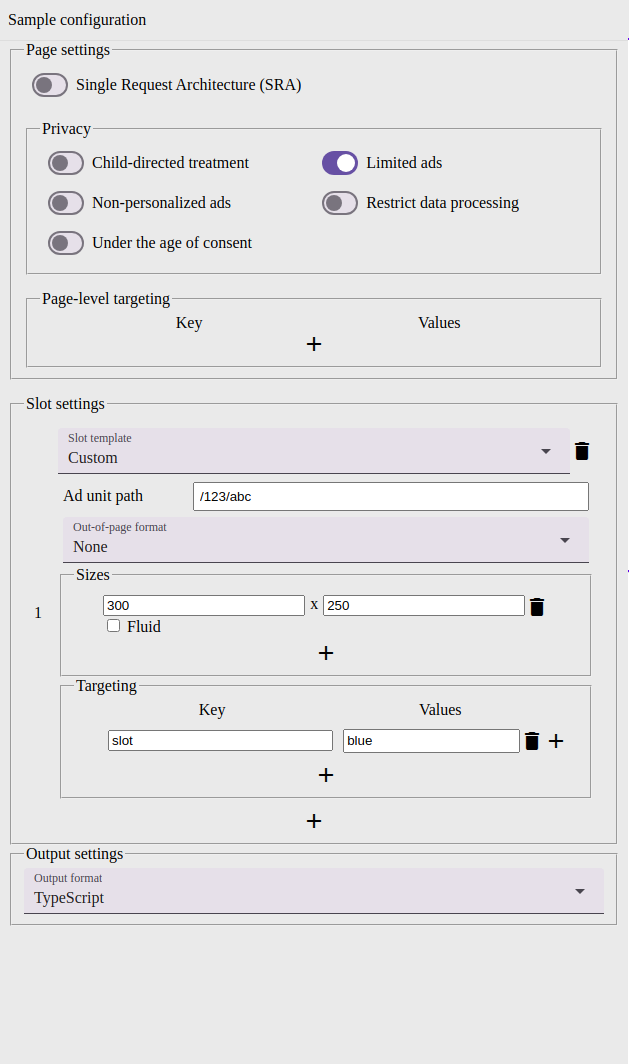 Sample configuration
Page settings
Single Request Architecture (SRA)
Privacy
Child-directed treatment
Limited ads
Non-personalized ads
Restrict data processing
Under the age of consent
Page-level targeting
Key Values
+
Slot settings
Slot template
Custom
Ad unit path /123/abc
Out-of-page format
None
1
Sizes
300 x 250
Fluid
+
Targeting
Key Values
slot blue +
+
+
Output settings
Output format
TypeScript